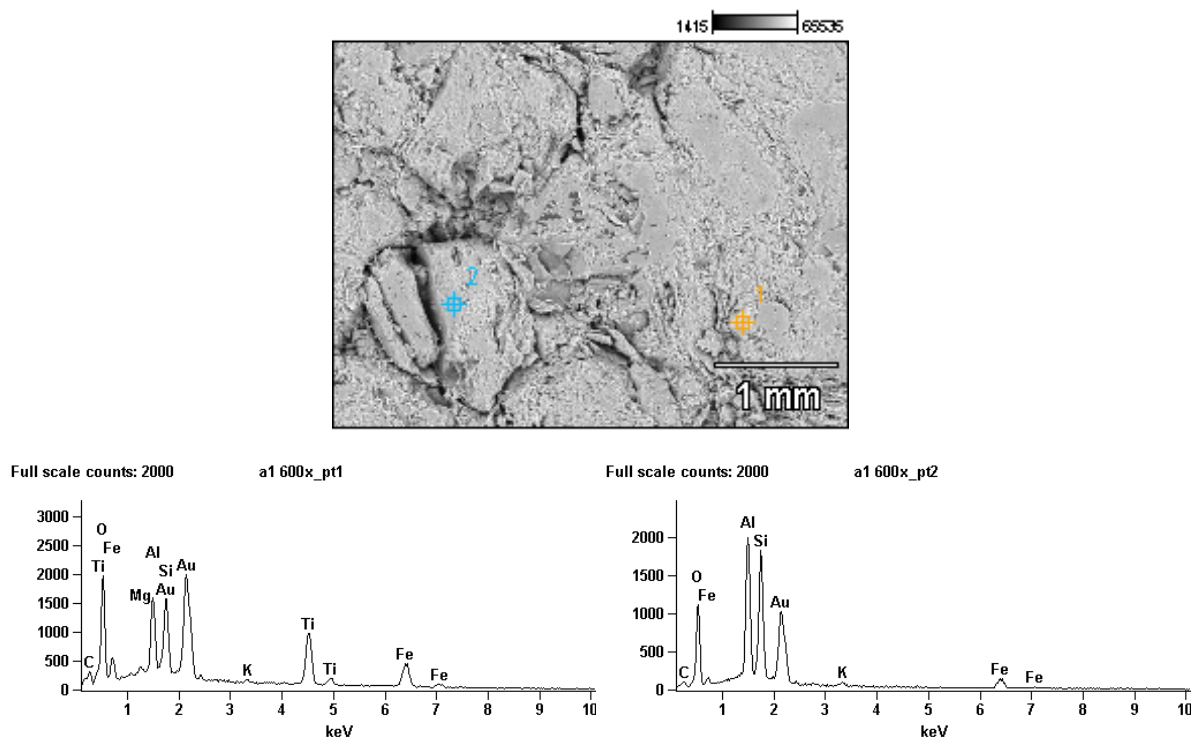 1415 65535
2
1
1 mm
Full scale counts: 2000 a1 600x_pt1
3000
2500
2000
1500
1000
500
0
O
Fe
Ti
C
Mg
Al
Si
Au
Au
K
Ti
Ti
Fe
Fe
1 2 3 4 5 6 7 8 9 10
keV
Full scale counts: 2000 a1 600x_pt2
2000
1500
1000
500
0
O
Fe
C
Al
Si
Au
K
Fe
Fe
1 2 3 4 5 6 7 8 9 10
keV